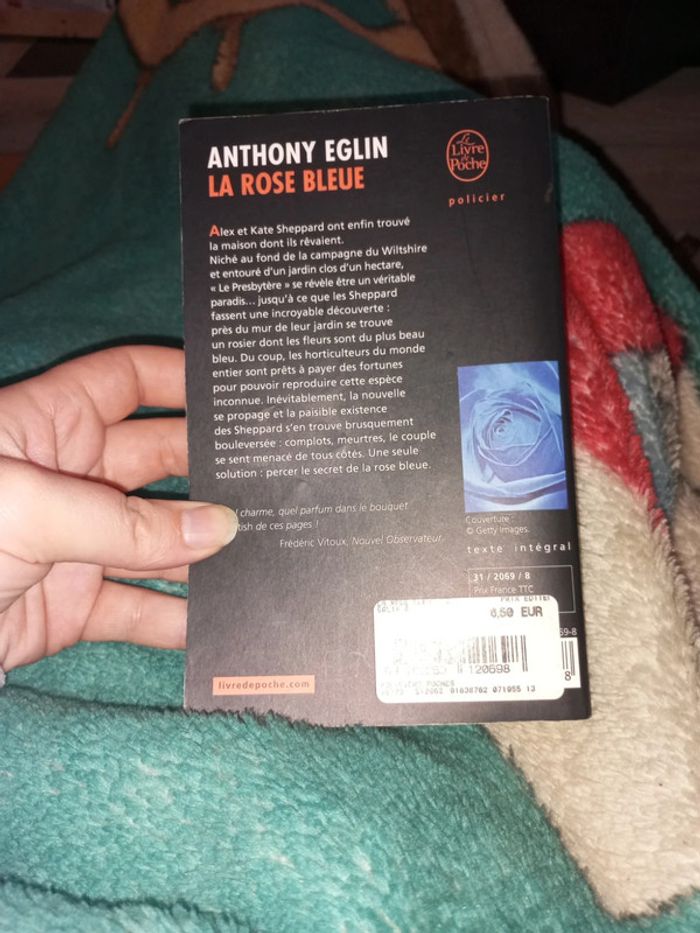 ANTHONY EGLIN
LA ROSE BLEUE
Le
Livre
de
Poche
policier
Alex et Kate Sheppard ont enfin trouvé
la maison dont ils rêvaient.
Niché au fond de la campagne du Wiltshire
et entouré d'un jardin clos d'un hectare,
« Le Presbytère » se révèle être un véritable
paradis... jusqu'à ce que les Sheppard
fassent une incroyable découverte :
près du mur de leur jardin se trouve
un rosier dont les fleurs sont du plus beau
bleu. Du coup, les horticulteurs du monde
entier sont prêts à payer des fortunes
pour pouvoir reproduire cette espèce
inconnue. Inévitablement, la nouvelle
se propage et la paisible existence
des Sheppard s'en trouve brusquement
bouleversée : complots, meurtres, le couple
se sent menacé de tous côtés. Une seule
solution : percer le secret de la rose bleue.
charme, quel parfum dans le bouquet
tish de ces pages !
Frédéric Vitoux, Nouvel Observateur.
Couverture :
© Getty Images.
texte intégral
31 / 2069 / 8
Prix France TTC
6,50 EUR
59-8
120698
8
livredepoche.com